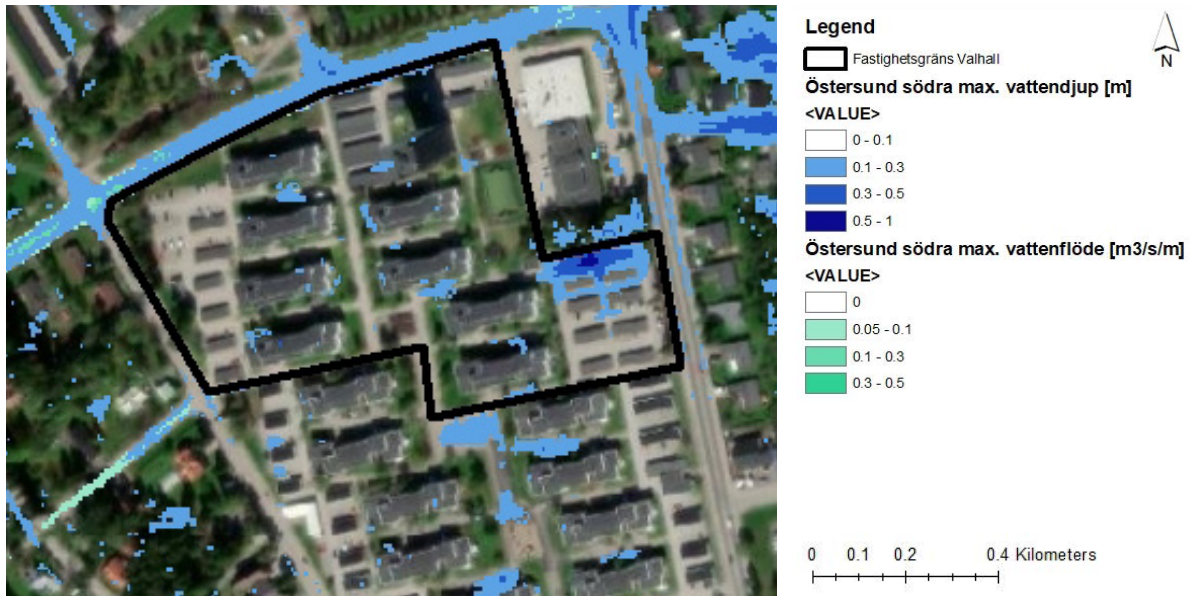 Legend
N
Fastighetsgräns Valhall
Östersund södra max. vattendjup [m]
<VALUE>
0 - 0.1
0.1 - 0.3
0.3 - 0.5
0.5 - 1
Östersund södra max. vattenflöde [m3/s/m]
<VALUE>
0
0.05 - 0.1
0.1 - 0.3
0.3 - 0.5
0 0.1 0.2 0.4 Kilometers